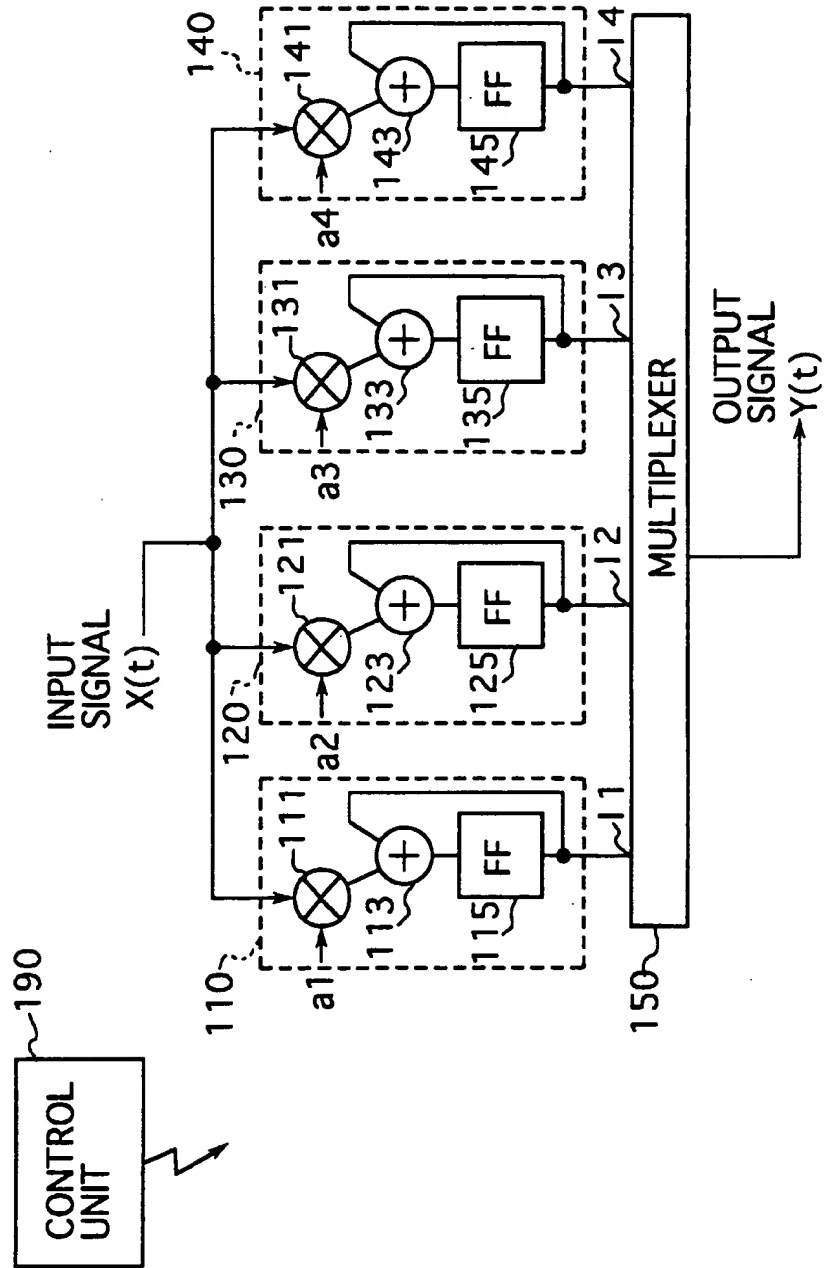 CONTROL
UNIT
190
INPUT
SIGNAL
X(t)
110
120
130
140
a1
111
a2
121
a3
131
a4
141
113
123
133
143
FF
FF
FF
FF
115
125
135
145
11
12
13
14
150
MULTIPLEXER
OUTPUT
SIGNAL
Y(t)